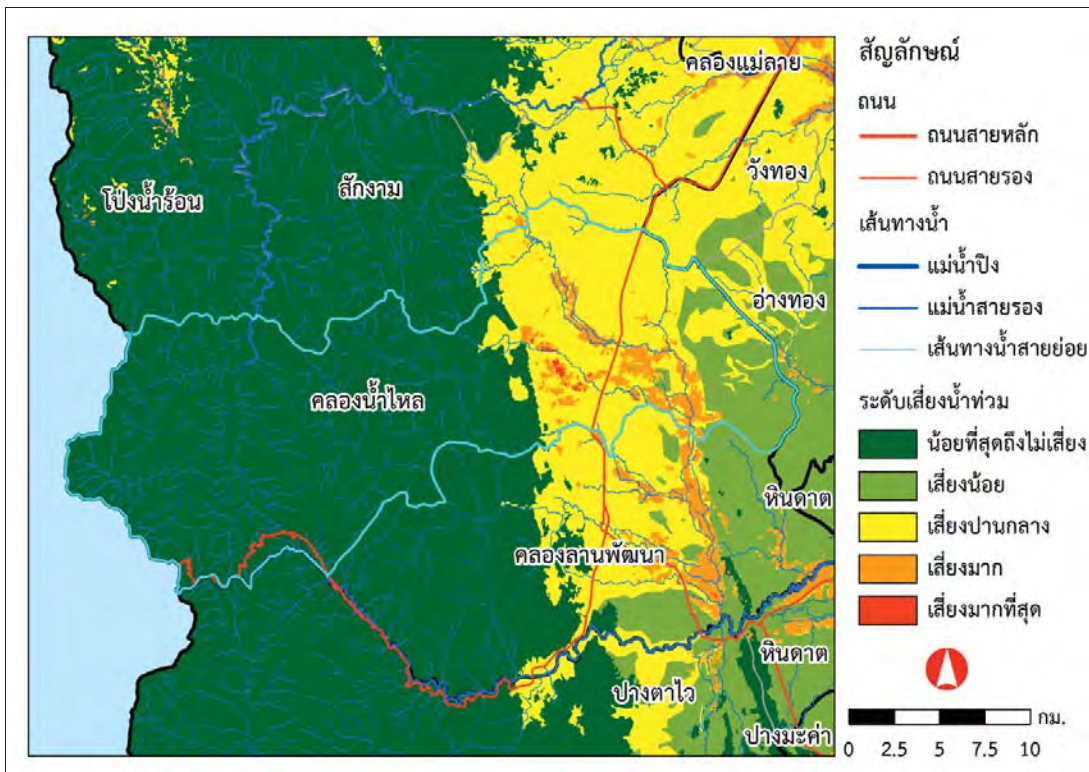 คลองแม่ลาย
วังทอง
โป่งน้ำร้อน
สักงาม
อ่างทอง
คลองน้ำไหล
หินดาต
คลองลานพัฒนา
หินดาต
ปางตาไว
ปางมะค่า
สัญลักษณ์
ถนน
ถนนสายหลัก
ถนนสายรอง
เส้นทางน้ำ
แม่น้ำปิง
แม่น้ำสายรอง
เส้นทางน้ำสายย่อย
ระดับเสี่ยงน้ำท่วม
น้อยที่สุดถึงไม่เสี่ยง
เสี่ยงน้อย
เสี่ยงปานกลาง
เสี่ยงมาก
เสี่ยงมากที่สุด
กม.
0 2.5 5 7.5 10